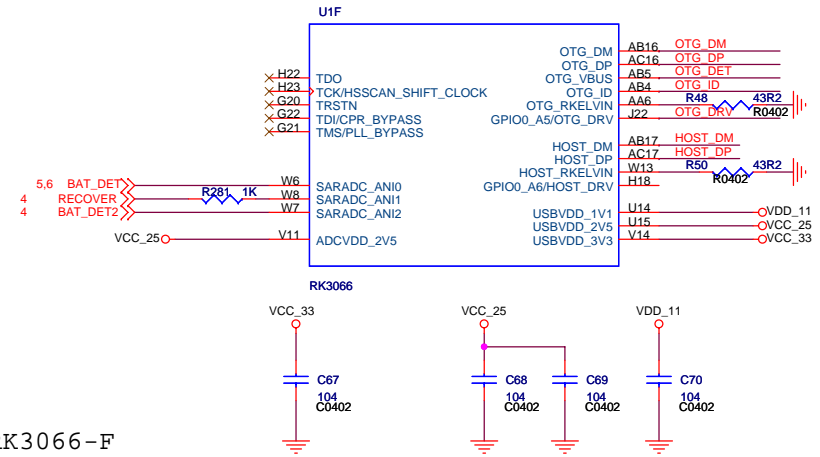 U1F
H22 TDO
H23 TCK/HSSCAN_SHIFT_CLOCK
G20 TRSTN
G22 TDI/CPR_BYPASS
G21 TMS/PLL_BYPASS
5,6 BAT_DET W6 SARADC_ANI0
4 RECOVER R281 1K W8 SARADC_ANI1
4 BAT_DET2 W7 SARADC_ANI2
VCC_25 V11 ADCVDD_2V5
OTG_DM AB16 OTG_DM
OTG_DP AC16 OTG_DP
OTG_VBUS AB5 OTG_DET
OTG_ID AB4 OTG_ID
OTG_RKELVIN AA6 R48 43R2
R0402
GPIO0_A5/OTG_DRV J22 OTG_DRV
HOST_DM AB17 HOST_DM
HOST_DP AC17 HOST_DP
HOST_RKELVIN W13 R50 43R2
R0402
GPIO0_A6/HOST_DRV H18
USBVDD_1V1 U14 VDD_11
USBVDD_2V5 U15 VCC_25
USBVDD_3V3 V14 VCC_33
RK3066
VCC_33 VCC_25 VDD_11
C67 C68 C69 C70
104 104 104 104
C0402 C0402 C0402 C0402
K3066-F